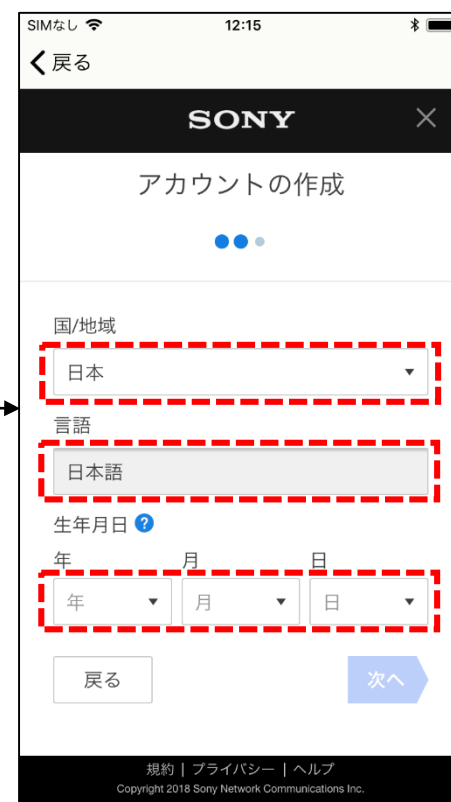 SIMなし 12:15
戻る
SONY
アカウントの作成
国/地域
日本
言語
日本語
生年月日 ?
年 月 日
年 月 日
戻る 次へ
規約 | プライバシー | ヘルプ
Copyright 2018 Sony Network Communications Inc.